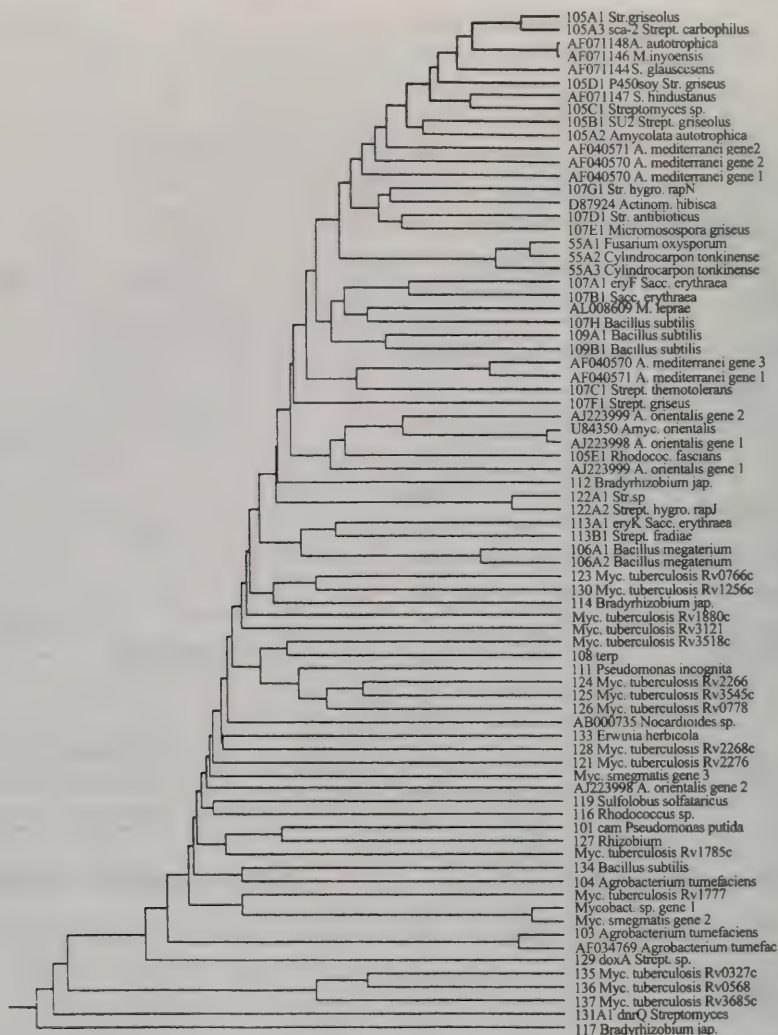 105A1 Str.griseolus
105A3 sca-2 Strept. carbophilus
AF071148A. autotrophica
AF071146 M.inyoensis
AF071144 S. glausescens
105D1 P450soy Str. griseus
AF071147 S. hindustanus
105C1 Streptomyces sp.
105B1 SU2 Strept. griseolus
105A2 Amycolata autotrophica
AF040571 A. mediterranei gene2
AF040570 A. mediterranei gene 2
AF040570 A. mediterranei gene 1
107G1 Str. hygro. rapN
D87924 Actinom. hibisca
107D1 Str. antibioticus
107E1 Micromosospora griseus
55A1 Fusarium oxysporum
55A2 Cylindrocarpon tonkinense
55A3 Cylindrocarpon tonkinense
107A1 eryF Sacc. erythraea
107B1 Sacc. erythraea
AL008609 M. leprae
107H Bacillus subtilis
109A1 Bacillus subtilis
109B1 Bacillus subtilis
AF040570 A. mediterranei gene 3
AF040571 A. mediterranei gene 1
107C1 Strept. themotolerans
107F1 Strept. griseus
AJ223999 A. orientalis gene 2
U84350 Amyc. orientalis
AJ223998 A. orientalis gene 1
105E1 Rhodococ. fascians
AJ223999 A. orientalis gene 1
112 Bradyrhizobium jap.
122A1 Str.sp
122A2 Strept. hygro. rapJ
113A1 eryK Sacc. erythraea
113B1 Strept. fradiae
106A1 Bacillus megaterium
106A2 Bacillus megaterium
123 Myc. tuberculosis Rv0766c
130 Myc. tuberculosis Rv1256c
114 Bradyrhizobium jap.
Myc. tuberculosis Rv1880c
Myc. tuberculosis Rv3121
Myc. tuberculosis Rv3518c
108 terp
111 Pseudomonas incognita
124 Myc. tuberculosis Rv2266
125 Myc. tuberculosis Rv3545c
126 Myc. tuberculosis Rv0778
AB000735 Nocardioides sp.
133 Erwinia herbicola
128 Myc. tuberculosis Rv2268c
121 Myc. tuberculosis Rv2276
Myc. smegmatis gene 3
AJ223998 A. orientalis gene 2
119 Sulfolobus solfataricus
116 Rhodococcus sp.
101 cam Pseudomonas putida
127 Rhizobium
Myc. tuberculosis Rv1785c
134 Bacillus subtilis
104 Agrobacterium tumefaciens
Myc. tuberculosis Rv1777
Mycobact. sp. gene 1
Myc. smegmatis gene 2
103 Agrobacterium tumefaciens
AF034769 Agrobacterium tumefac
129 doxA Strept. sp.
135 Myc. tuberculosis Rv0327c
136 Myc. tuberculosis Rv0568
137 Myc. tuberculosis Rv3685c
131A1 dnrQ Streptomyces
117 Bradyrhizobium jap.